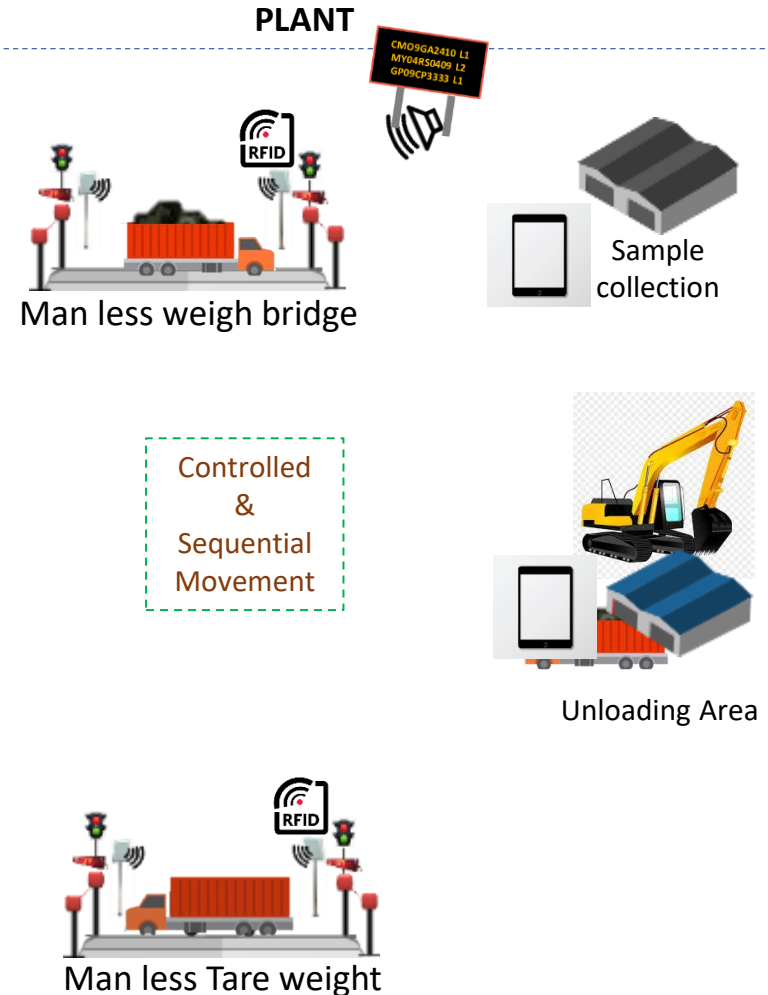 PLANT
CMO9GA2410 L1
MY04RS0409 L2
GP09CP3333 L1
RFID
Man less weigh bridge
Sample
collection
Controlled
&
Sequential
Movement
Unloading Area
RFID
Man less Tare weight